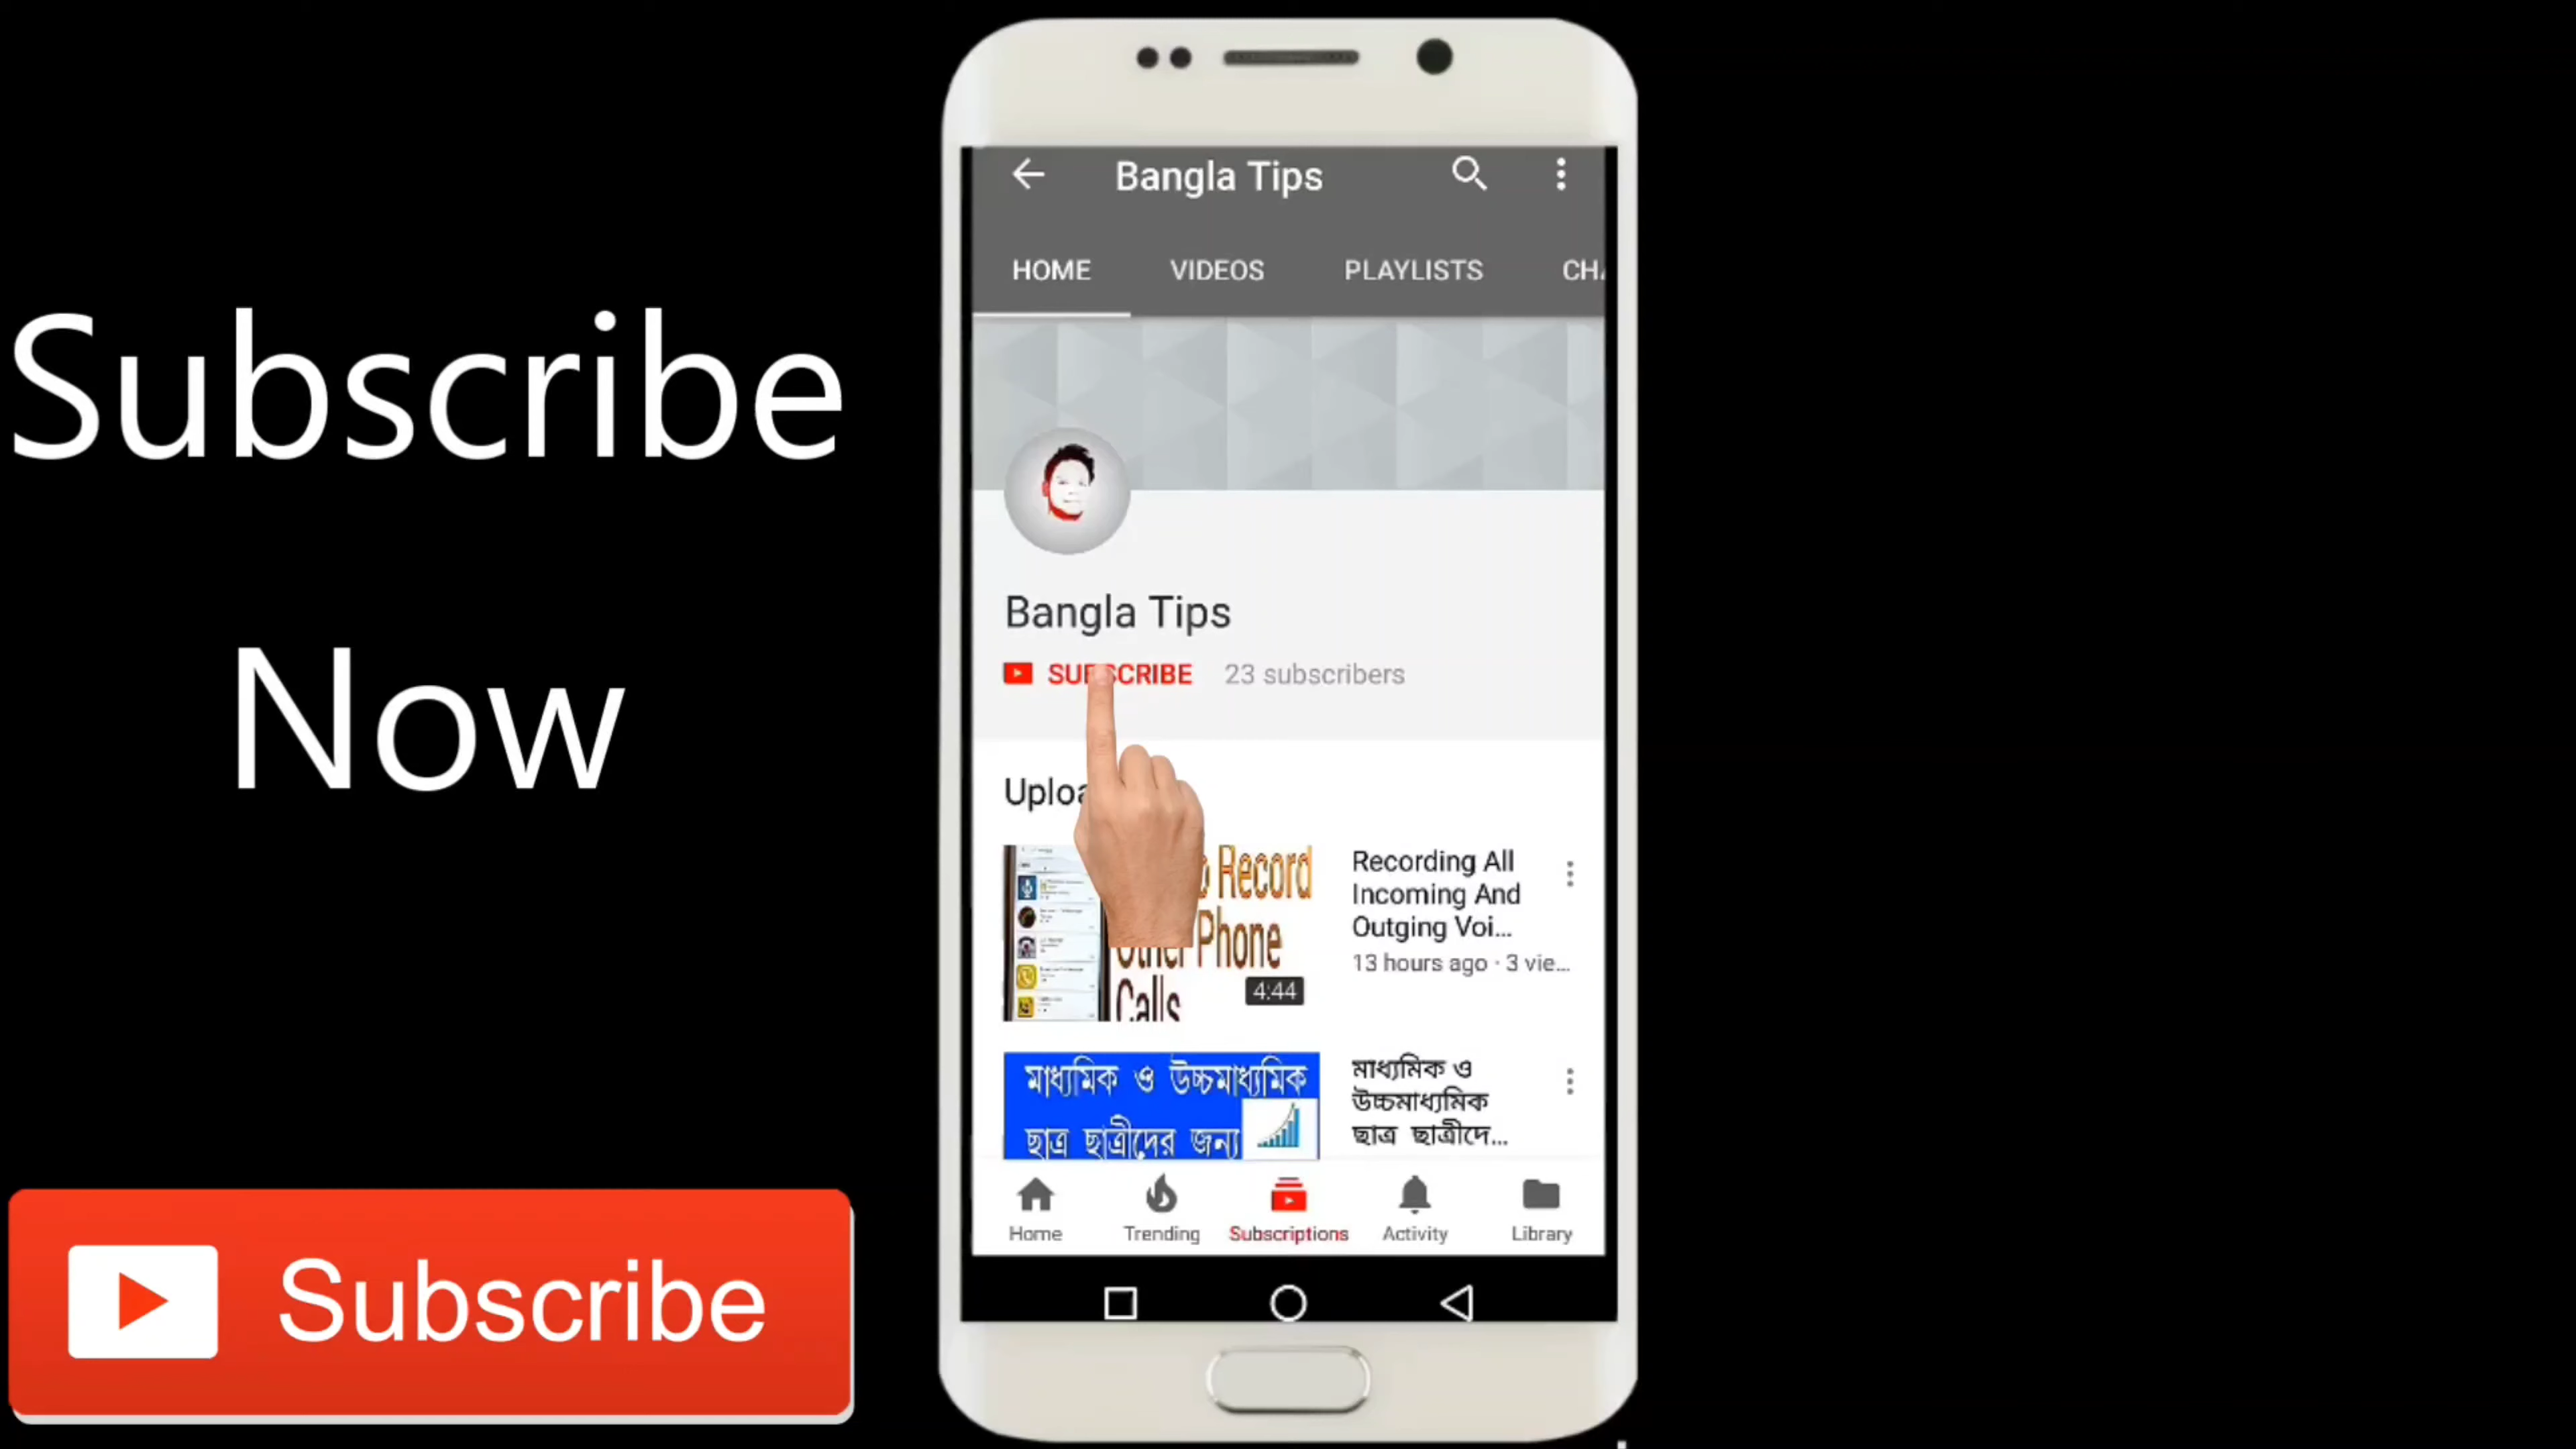 Subscribe
Now
Subscribe
Bangla Tips
HOME VIDEOS PLAYLISTS
Bangla Tips
SUBSCRIBE 23 subscribers
Record
Phone
Calls
4:44
Recording All
Incoming And
Outging Voi...
13 hours ago · 3 vie...
মাধ্যমিক ও উচ্চমাধ্যমিক
ছাত্র ছাত্রীদের জন্য
মাধ্যমিক ও
উচ্চমাধ্যমিক
ছাত্র ছাত্রীদে...
Home Trending Subscriptions Activity Library